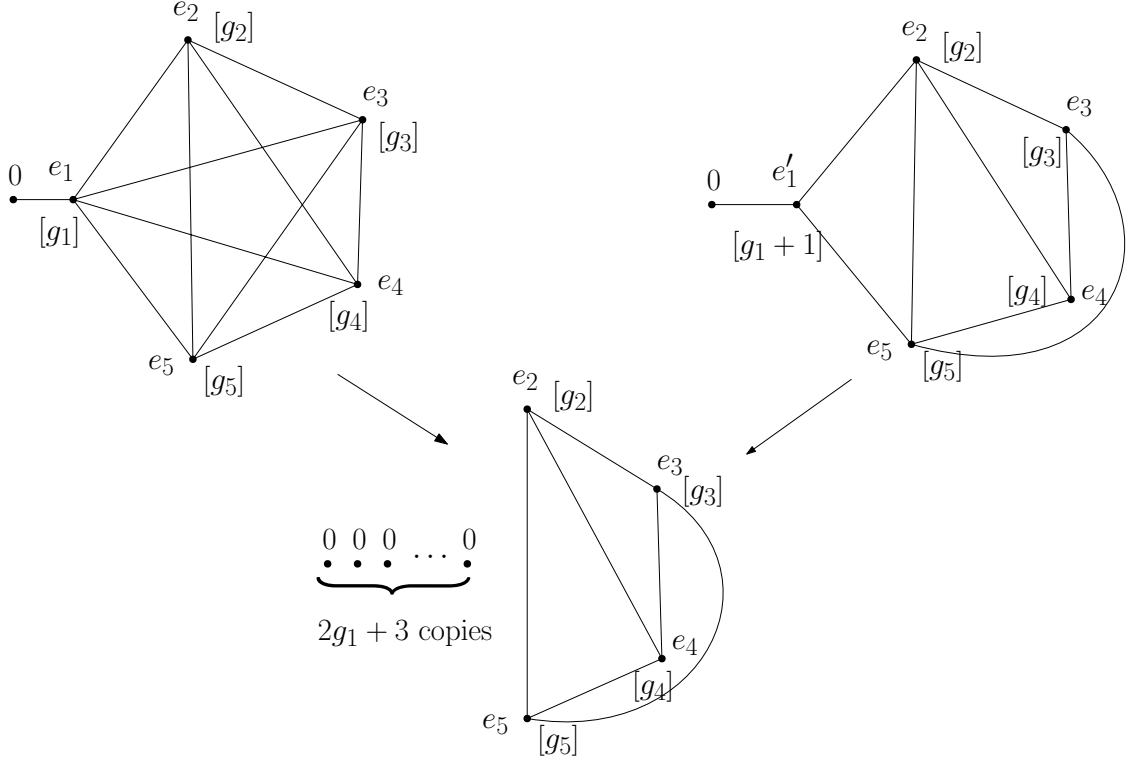 e₂
[g₂]
e₃
[g₃]
0
e₁
[g₁]
e₄
[g₄]
e₅
[g₅]
e₂
[g₂]
e₃
[g₃]
0
e′₁
[g₁ + 1]
[g₄]
e₄
e₅
[g₅]
e₂
[g₂]
e₃
[g₃]
0 0 0 … 0
2g₁ + 3 copies
e₄
[g₄]
e₅
[g₅]